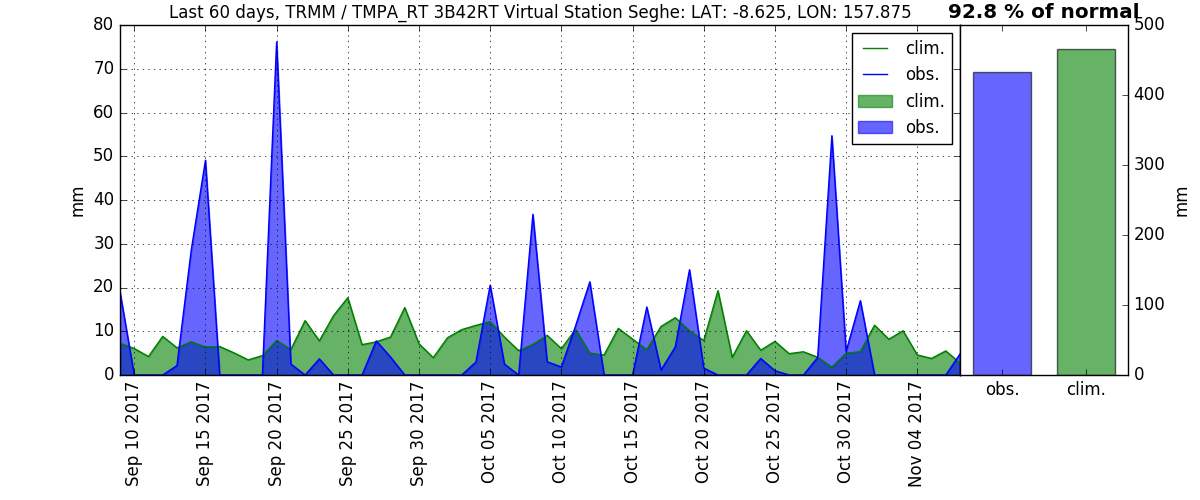 Last 60 days, TRMM / TMPA_RT 3B42RT Virtual Station Seghe: LAT: -8.625, LON: 157.875
92.8 % of normal
80
70
60
50
40
30
20
10
0
mm
clim.
obs.
clim.
obs.
Sep 10 2017
Sep 15 2017
Sep 20 2017
Sep 25 2017
Sep 30 2017
Oct 05 2017
Oct 10 2017
Oct 15 2017
Oct 20 2017
Oct 25 2017
Oct 30 2017
Nov 04 2017
500
400
300
200
100
0
mm
obs.
clim.